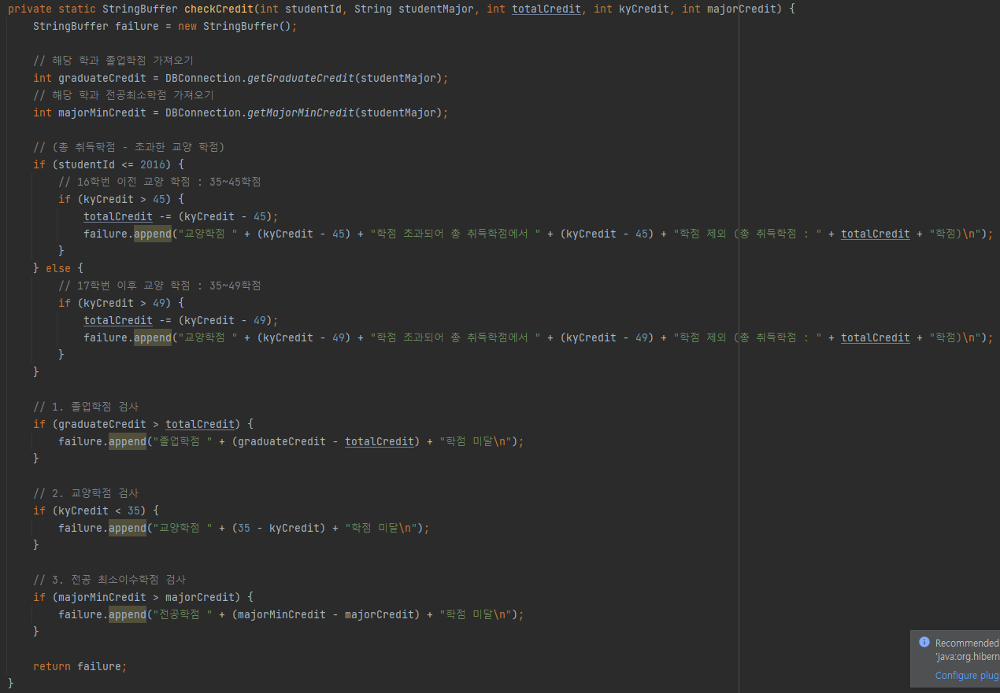 private static StringBuffer checkCredit(int studentId, String studentMajor, int totalCredit, int kyCredit, int majorCredit) {
    StringBuffer failure = new StringBuffer();

    // 해당 학과 졸업학점 가져오기
    int graduateCredit = DBConnection.getGraduateCredit(studentMajor);
    // 해당 학과 전공최소학점 가져오기
    int majorMinCredit = DBConnection.getMajorMinCredit(studentMajor);

    // (총 취득학점 - 초과한 교양 학점)
    if (studentId <= 2016) {
        // 16학번 이전 교양 학점 : 35~45학점
        if (kyCredit > 45) {
            totalCredit -= (kyCredit - 45);
            failure.append("교양학점 " + (kyCredit - 45) + "학점 초과되어 총 취득학점에서 " + (kyCredit - 45) + "학점 제외 (총 취득학점 : " + totalCredit + "학점)\n");
        }
    } else {
        // 17학번 이후 교양 학점 : 35~49학점
        if (kyCredit > 49) {
            totalCredit -= (kyCredit - 49);
            failure.append("교양학점 " + (kyCredit - 49) + "학점 초과되어 총 취득학점에서 " + (kyCredit - 49) + "학점 제외 (총 취득학점 : " + totalCredit + "학점)\n");
        }
    }

    // 1. 졸업학점 검사
    if (graduateCredit > totalCredit) {
        failure.append("졸업학점 " + (graduateCredit - totalCredit) + "학점 미달\n");
    }

    // 2. 교양학점 검사
    if (kyCredit < 35) {
        failure.append("교양학점 " + (35 - kyCredit) + "학점 미달\n");
    }

    // 3. 전공 최소이수학점 검사
    if (majorMinCredit > majorCredit) {
        failure.append("전공학점 " + (majorMinCredit - majorCredit) + "학점 미달\n");
    }

    return failure;
}
Recommended
'java:org.hibern
Configure plug